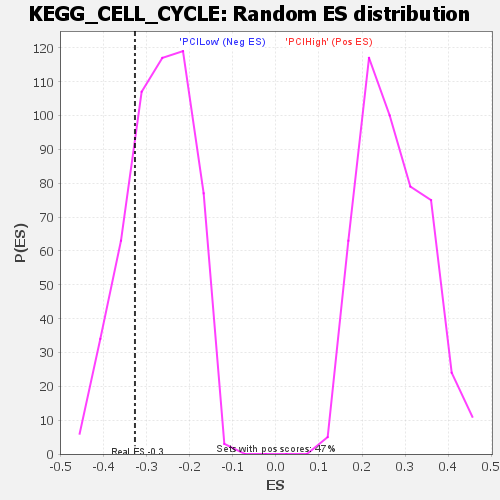 KEGG_CELL_CYCLE: Random ES distribution
'PCILow' (Neg ES) 'PCIHigh' (Pos ES)
120
110
100
90
80
70
60
50
40
30
20
10
0
P(ES)
Real ES -0.3
Sets with pos scores: 47%
-0.5 -0.4 -0.3 -0.2 -0.1 0.0 0.1 0.2 0.3 0.4 0.5
ES